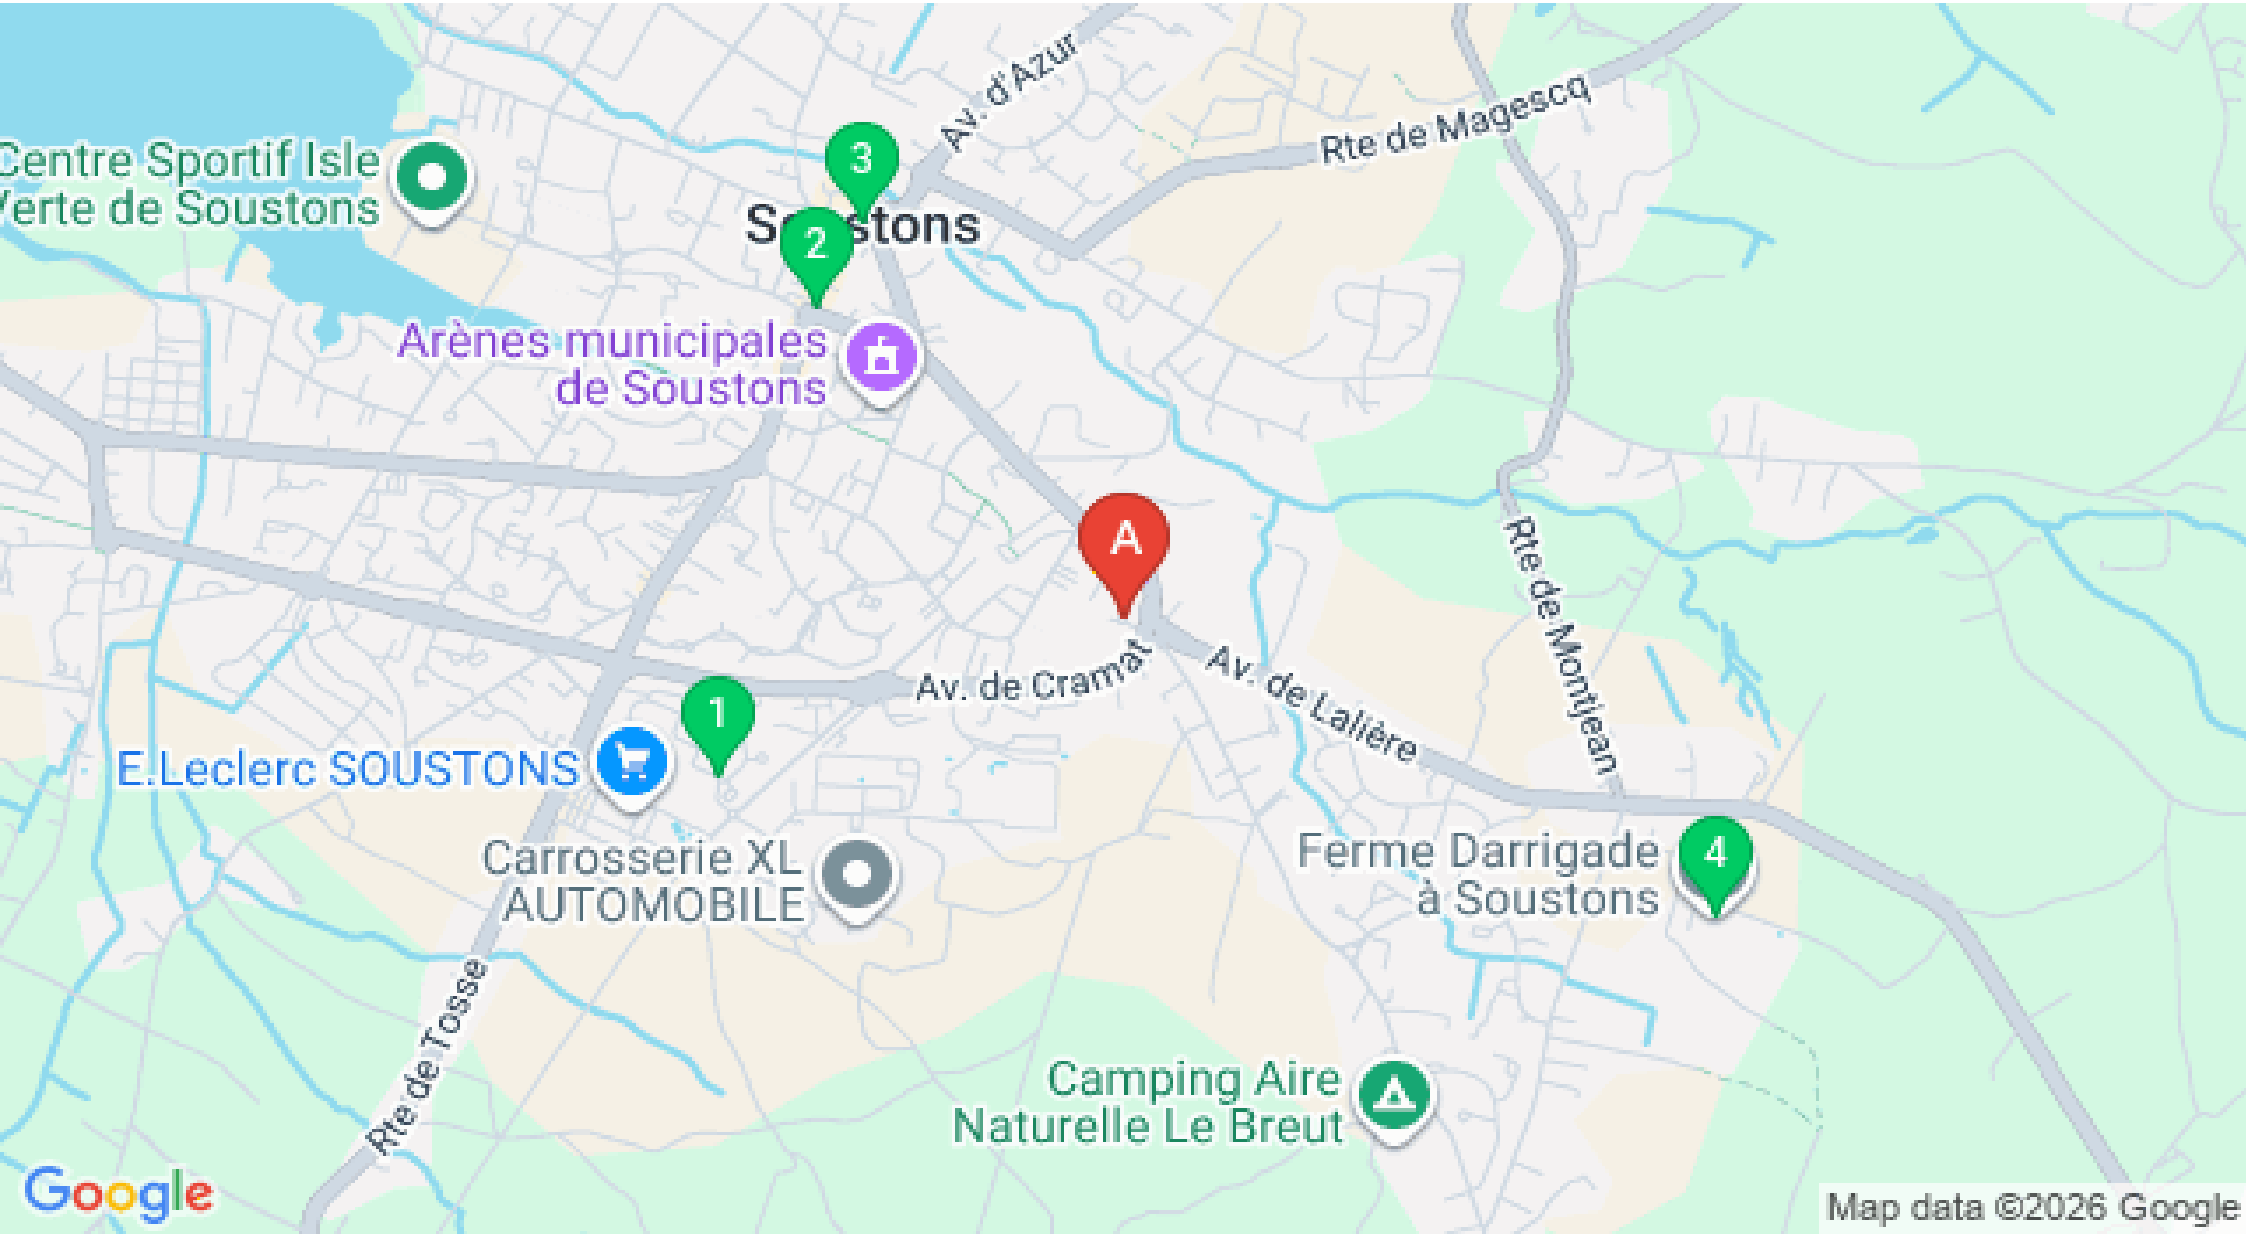 Av. d'Azur
Rte de Magescq
Centre Sportif Isle
Verte de Soustons
3
Soustons
2
Arènes municipales
de Soustons
A
Rte de Montjean
Av. de Cramat
Av. de Lalière
1
E.Leclerc SOUSTONS
Carrosserie XL
AUTOMOBILE
Ferme Darrigade
à Soustons
4
Rte de Tosse
Camping Aire
Naturelle Le Breut
Google
Map data ©2026 Google